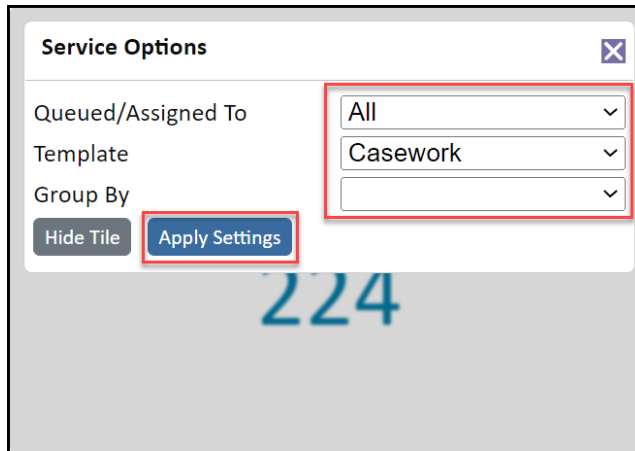 Service Options
Queued/Assigned To All
Template Casework
Group By
Hide Tile Apply Settings
224